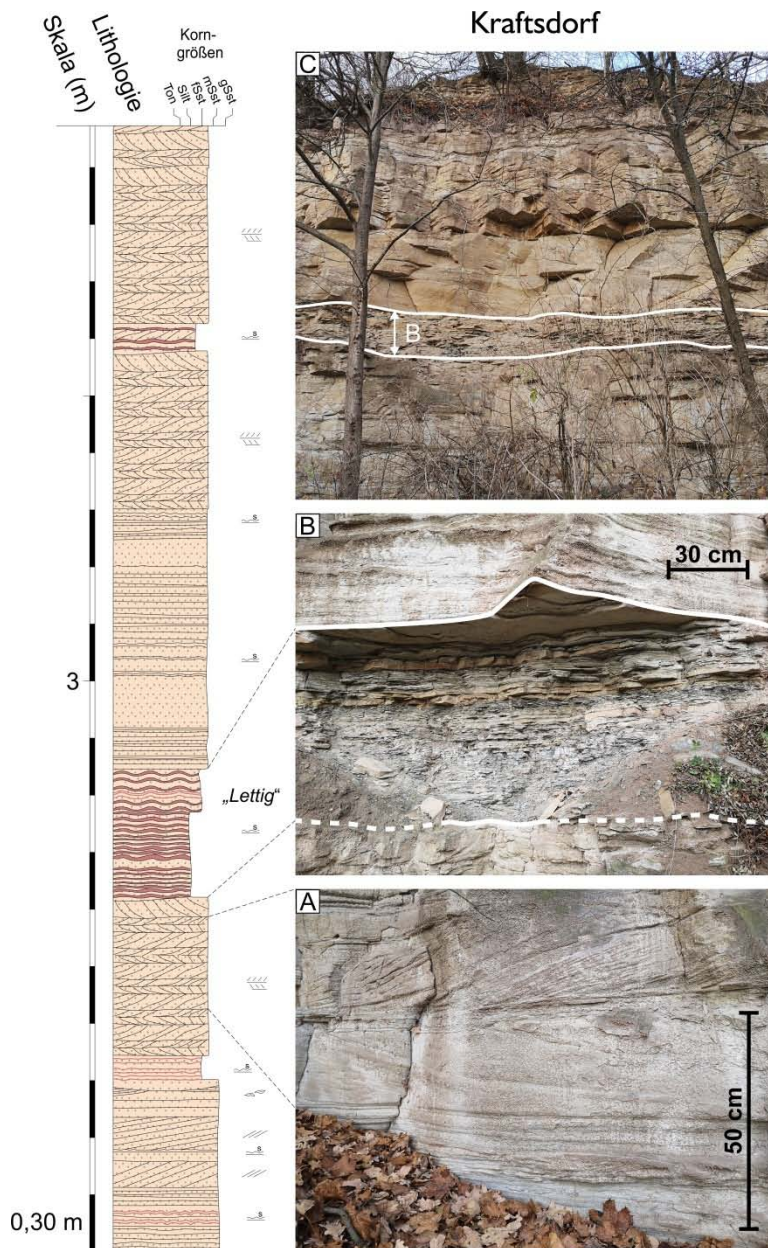 Kraftsdorf
Skala (m)
Lithologie
Korn-
größen
Ton
Silt
fSst
mSst
gSst
C
B
s
s
B
30 cm
s
3
„Lettig“
s
A
s
s
50 cm
0,30 m
s